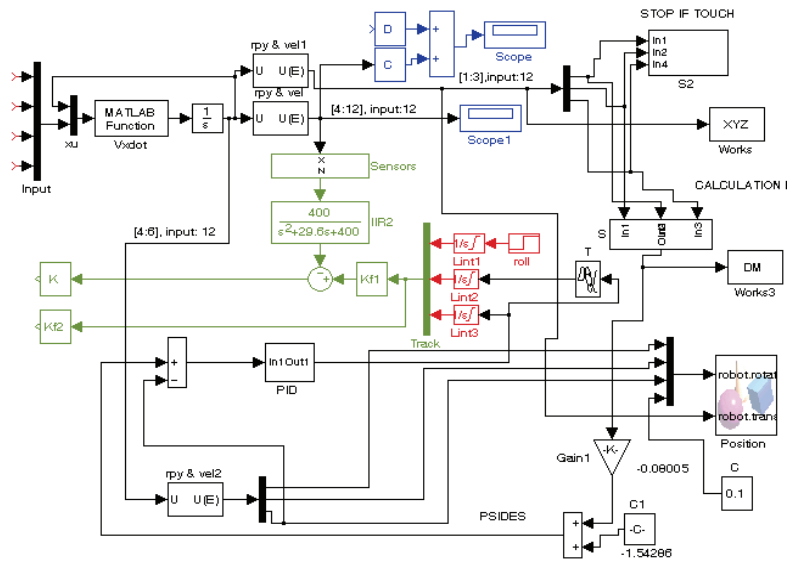 STOP IF TOUCH
D
C
+
+
Scope
In1
In2
In4
S2
rpy & vel1
U U(E)
[1:3],input:12
rpy & vel
U U(E)
[4:12], input:12
Scope1
MATLAB
Function
Vxdot
1
s
xu
Input
XYZ
Works
X
N
Sensors
CALCULATION I
400
s²+29.6s+400
IIR2
[4:6], input: 12
S
In1
In3
DM
Works3
1/s
Lint1
roll
T
K
-+
Kf1
1/s
Lint2
Kf2
1/s
Lint3
Track
+
−
In1Out1
PID
robot.rotat
robot.trans
Position
-K-
Gain1
-0.08005
C
0.1
rpy & vel2
U U(E)
PSIDES
C1
-C-
+
+
-1.54286